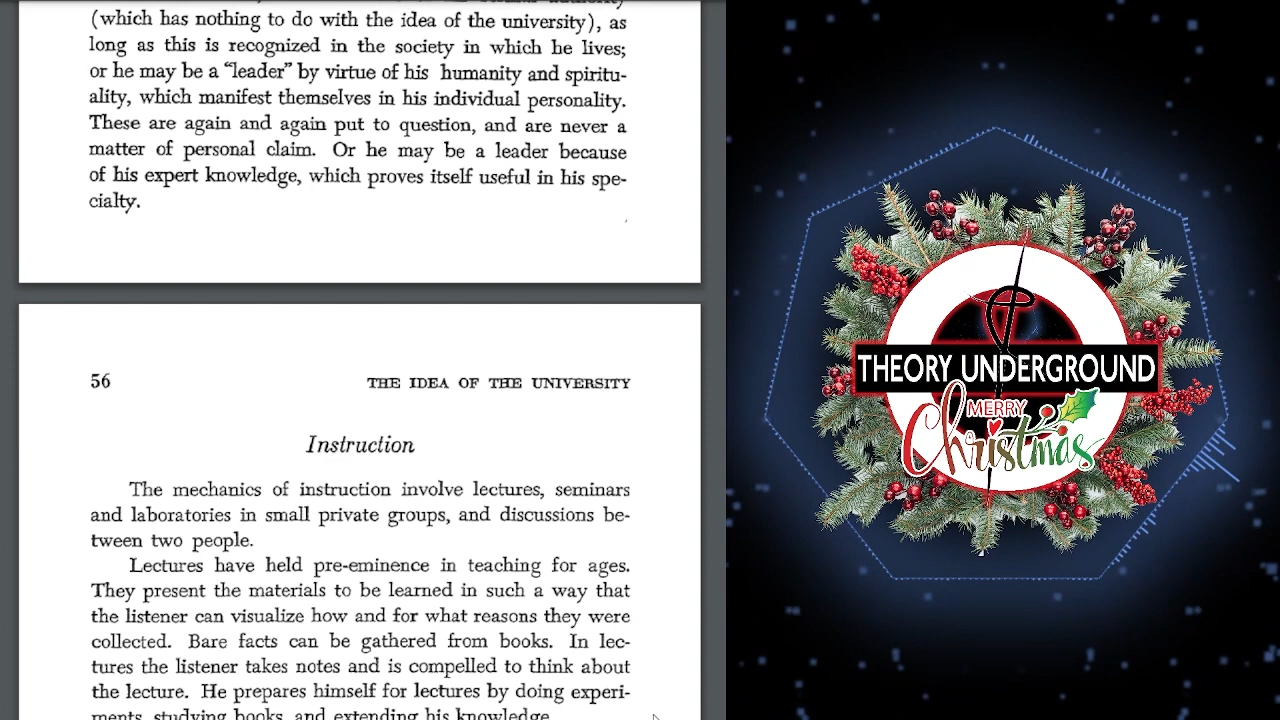 (which has nothing to do with the idea of the university), as
long as this is recognized in the society in which he lives;
or he may be a “leader” by virtue of his humanity and spiritu-
ality, which manifest themselves in his individual personality.
These are again and again put to question, and are never a
matter of personal claim. Or he may be a leader because
of his expert knowledge, which proves itself useful in his spe-
cialty.
56 THE IDEA OF THE UNIVERSITY
Instruction
The mechanics of instruction involve lectures, seminars
and laboratories in small private groups, and discussions be-
tween two people.
Lectures have held pre-eminence in teaching for ages.
They present the materials to be learned in such a way that
the listener can visualize how and for what reasons they were
collected. Bare facts can be gathered from books. In lec-
tures the listener takes notes and is compelled to think about
the lecture. He prepares himself for lectures by doing experi-
ments, studying books, and extending his knowledge.
THEORY UNDERGROUND
MERRY
Christmas